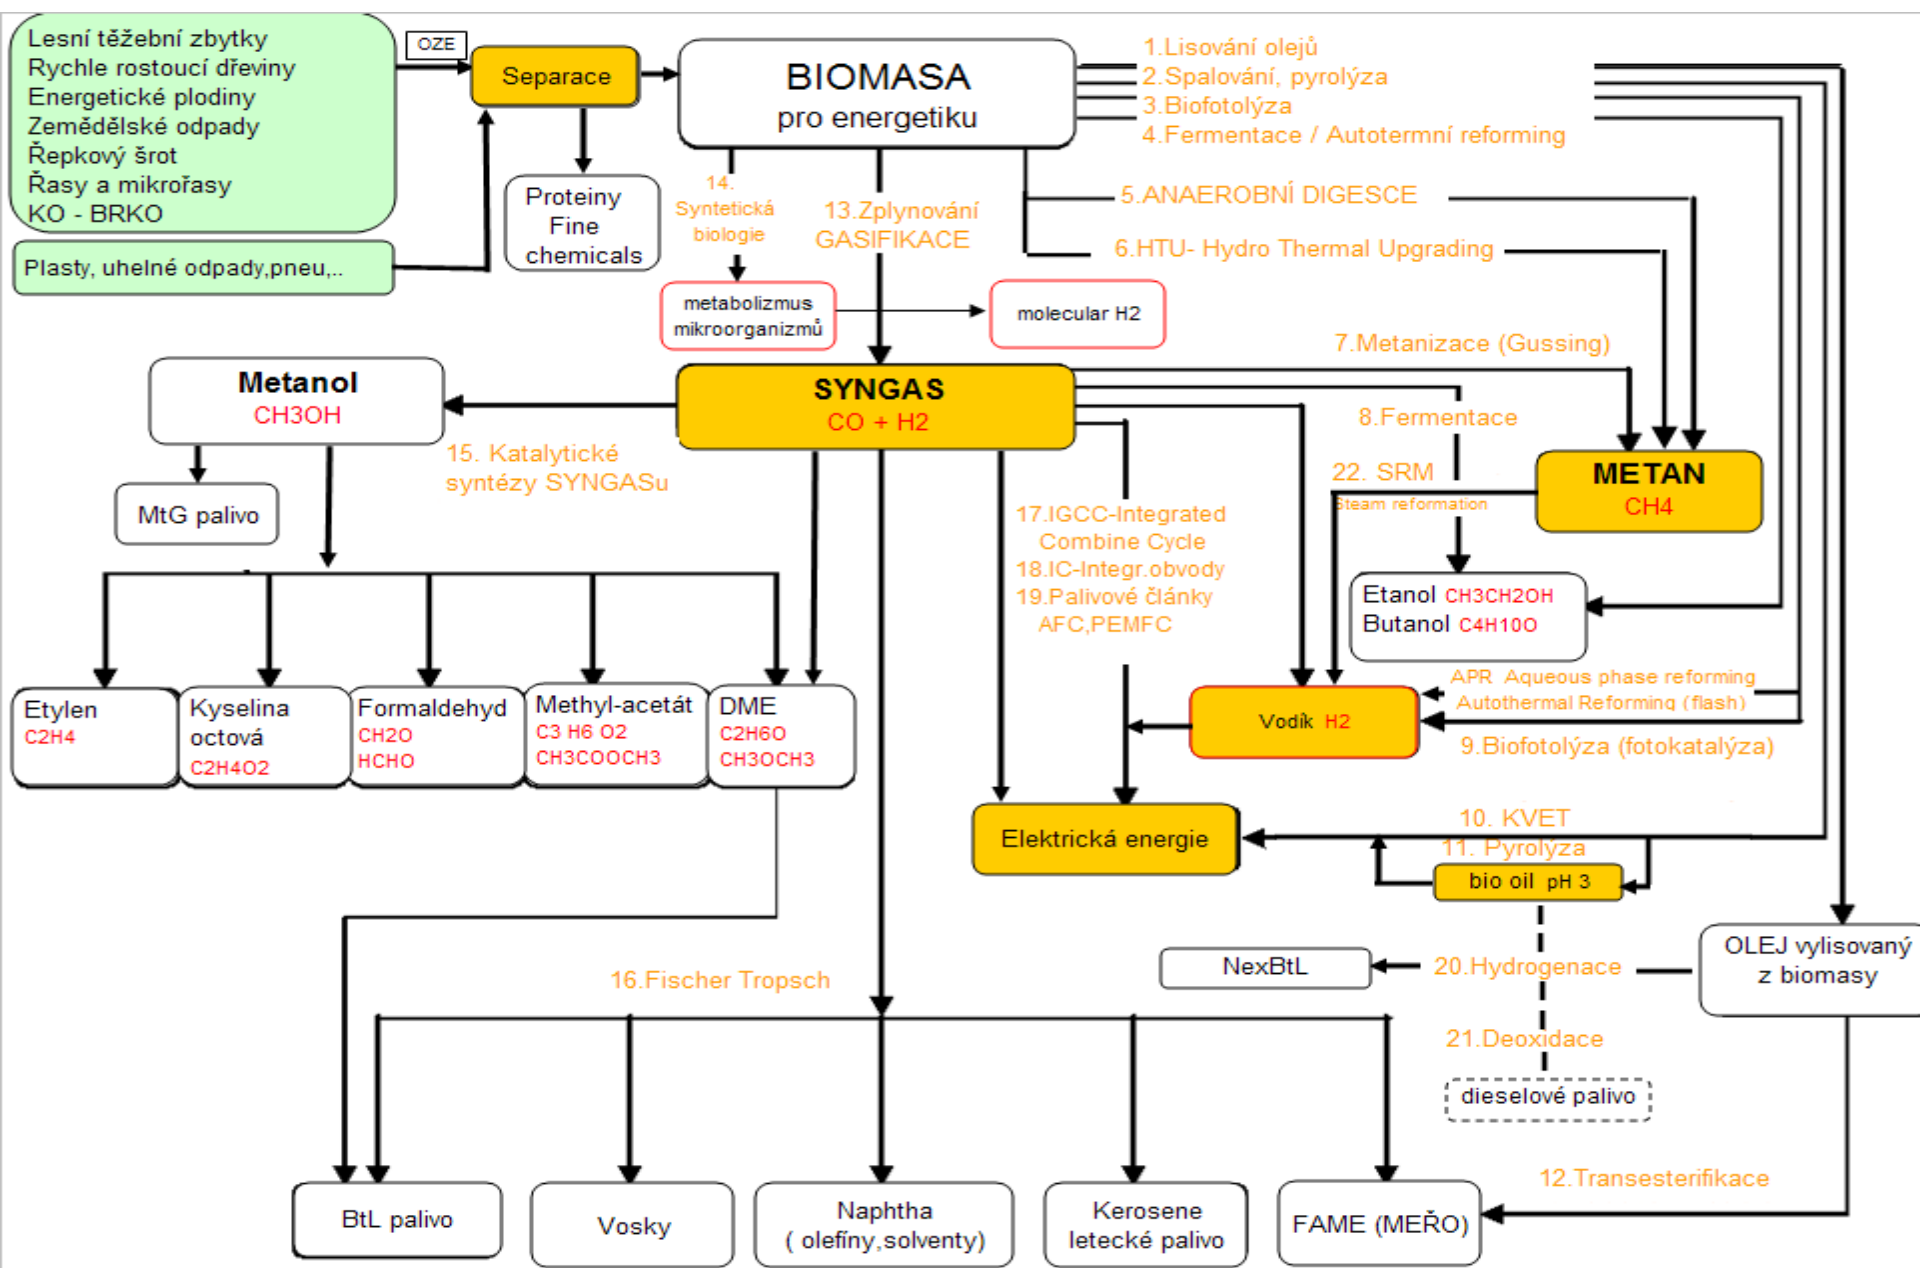 Lesní těžební zbytky
Rychle rostoucí dřeviny
Energetické plodiny
Zemědělské odpady
Řepkový šrot
Řasy a mikrořasy
KO - BRKO
Plasty, uhelné odpady,pneu,..
OZE
Separace
Proteiny
Fine
chemicals
BIOMASA
pro energetiku
1.Lisování olejů
2.Spalování, pyrolýza
3.Biofotolýza
4.Fermentace / Autotermní reforming
14.
Syntetická
biologie
13.Zplynování
GASIFIKACE
5.ANAEROBNÍ DIGESCE
6.HTU- Hydro Thermal Upgrading
metabolizmus
mikroorganizmů
molecular H2
7.Metanizace (Gussing)
Metanol
CH3OH
SYNGAS
CO + H2
8.Fermentace
15. Katalytické
syntézy SYNGASu
22. SRM
Steam reformation
METAN
CH4
MtG palivo
17.IGCC-Integrated
Combine Cycle
18.IC-Integr.obvody
19.Palivové články
AFC,PEMFC
Etanol CH3CH2OH
Butanol C4H10O
APR Aqueous phase reforming
Autothermal Reforming (flash)
Etylen
C2H4
Kyselina
octová
C2H4O2
Formaldehyd
CH2O
HCHO
Methyl-acetát
C3 H6 O2
CH3COOCH3
DME
C2H6O
CH3OCH3
Vodík H2
9.Biofotolýza (fotokatalýza)
Elektrická energie
10. KVET
11. Pyrolýza
bio oil pH 3
OLEJ vylisovaný
z biomasy
NexBtL
20.Hydrogenace
16.Fischer Tropsch
21.Deoxidace
dieselové palivo
12.Transesterifikace
BtL palivo
Vosky
Naphtha
( olefíny,solventy)
Kerosene
letecké palivo
FAME (MEŘO)